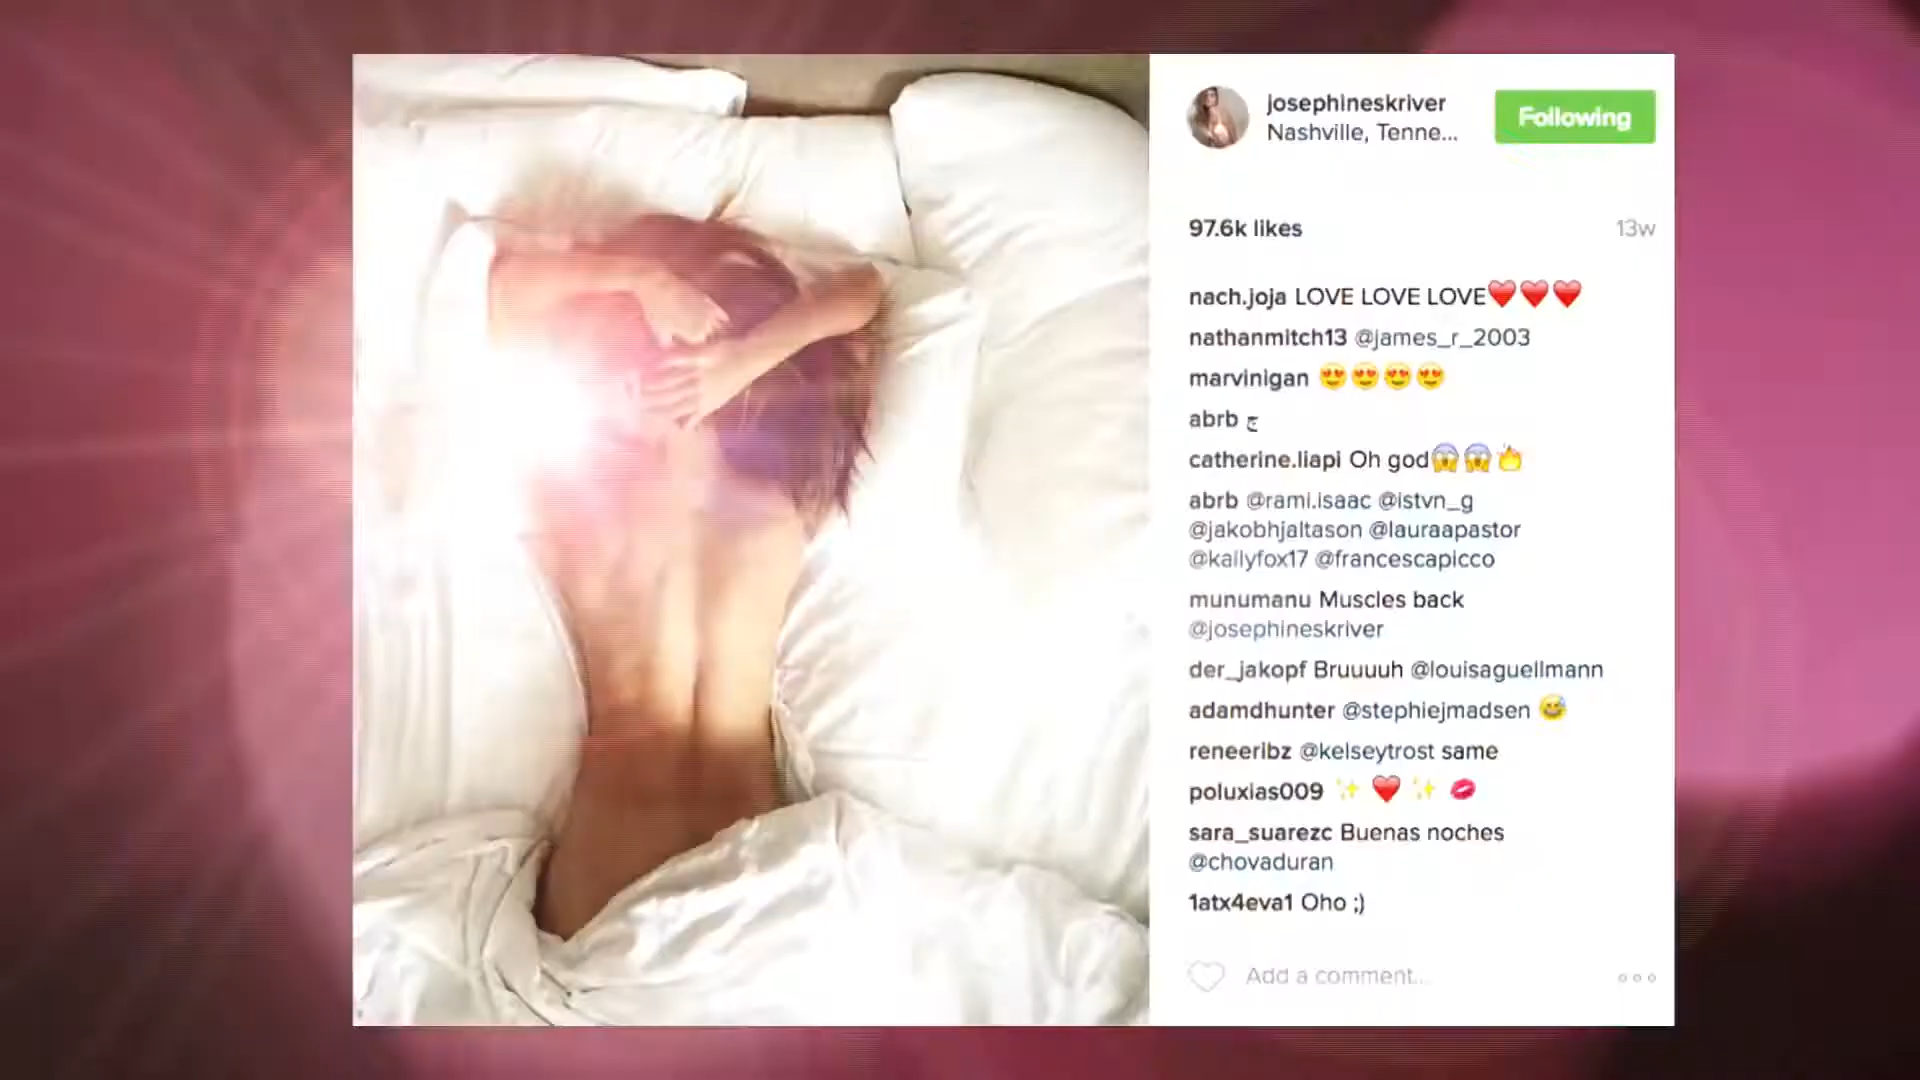 josephineskriver
Nashville, Tenne...
Following
97.6k likes
13w
nach.joja LOVE LOVE LOVE❤️❤️❤️
nathanmitch13 @james_r_2003
marvinigan 😍😍😍😍
abrb ج
catherine.liapi Oh god😱😱🔥
abrb @rami.isaac @istvn_g
@jakobhjaltason @lauraapastor
@kallyfox17 @francescapicco
munumanu Muscles back
@josephineskriver
der_jakopf Bruuuuh @louisaguellmann
adamdhunter @stephiejmadsen 😅
reneeribz @kelseytrost same
poluxias009 ✨ ❤️ ✨ 💋
sara_suarezc Buenas noches
@chovaduran
1atx4eva1 Oho ;)
Add a comment...